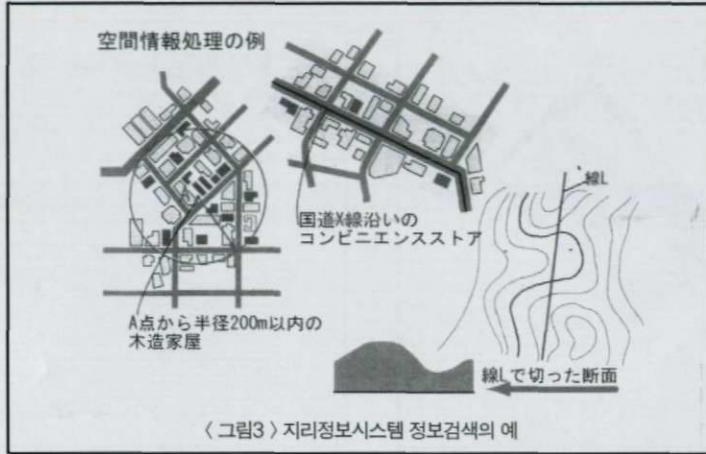 空間情報処理の例
線L
国道X線沿いの
コンビニエンスストア
A点から半径200m以内の
木造家屋
線Lで切った断面
〈 그림3 〉 지리정보시스템 정보검색의 예